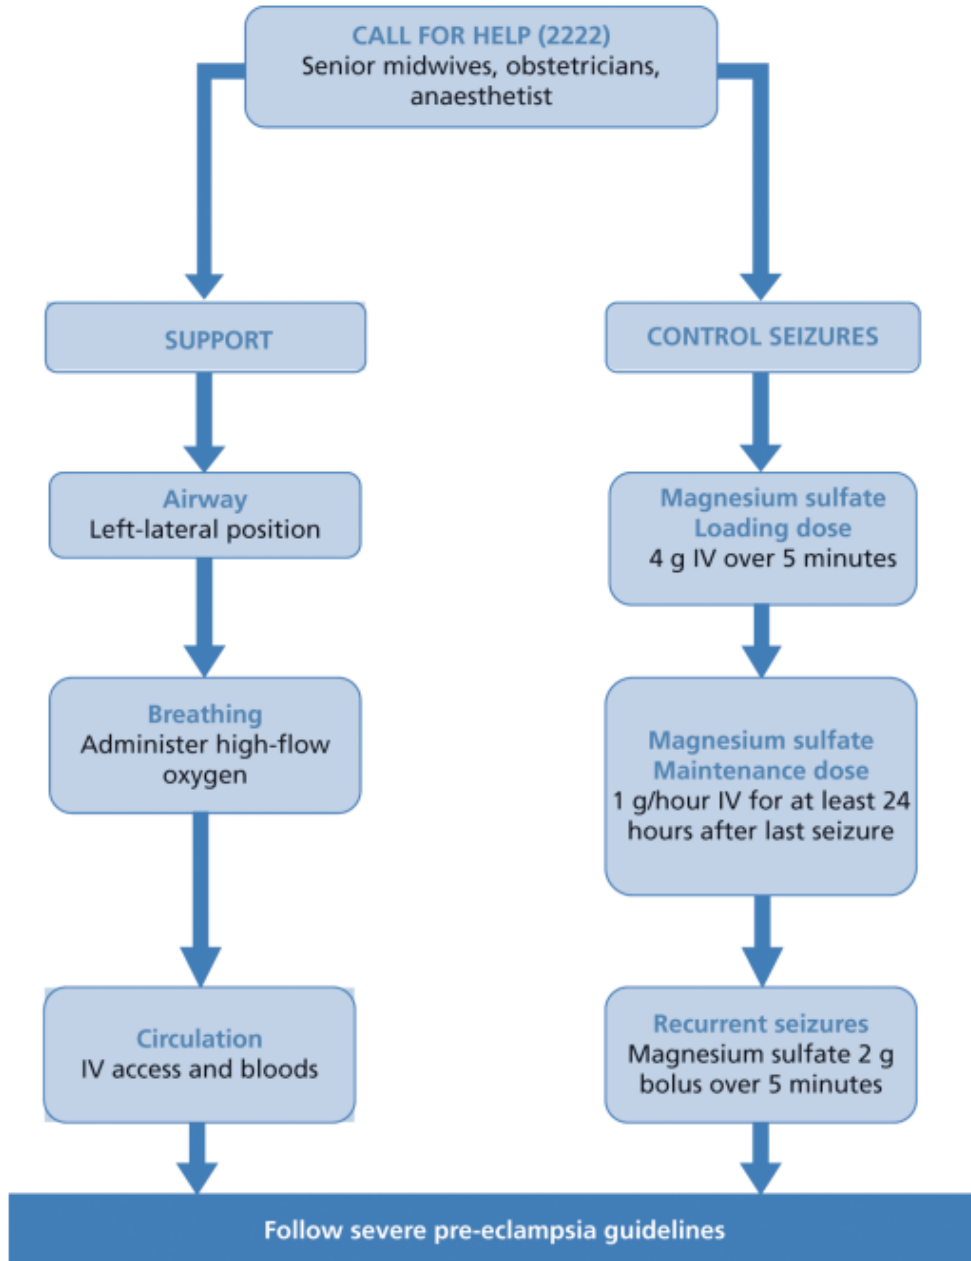 CALL FOR HELP (2222)
Senior midwives, obstetricians,
anaesthetist
SUPPORT
Airway
Left-lateral position
Breathing
Administer high-flow
oxygen
Circulation
IV access and bloods
CONTROL SEIZURES
Magnesium sulfate
Loading dose
4 g IV over 5 minutes
Magnesium sulfate
Maintenance dose
1 g/hour IV for at least 24
hours after last seizure
Recurrent seizures
Magnesium sulfate 2 g
bolus over 5 minutes
Follow severe pre-eclampsia guidelines